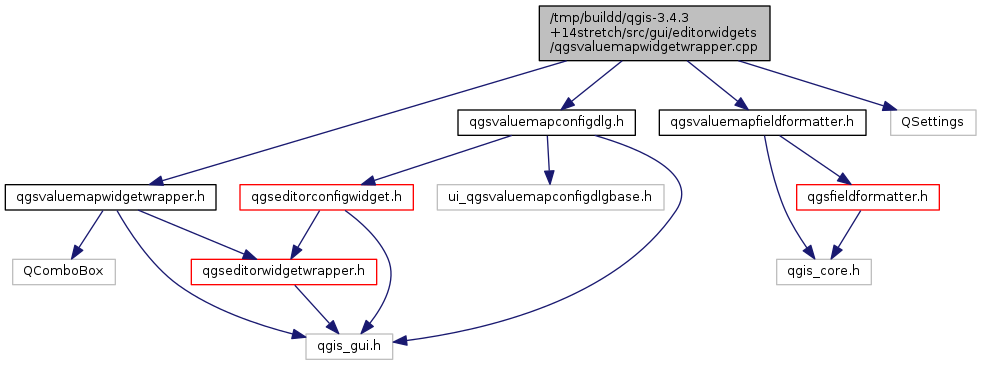 /tmp/buildd/qgis-3.4.3
+14stretch/src/gui/editorwidgets
/qgsvaluemapwidgetwrapper.cpp
qgsvaluemapconfigdlg.h
qgsvaluemapfieldformatter.h
QSettings
qgsvaluemapwidgetwrapper.h
qgseditorconfigwidget.h
ui_qgsvaluemapconfigdlgbase.h
qgsfieldformatter.h
QComboBox
qgseditorwidgetwrapper.h
qgis_core.h
qgis_gui.h